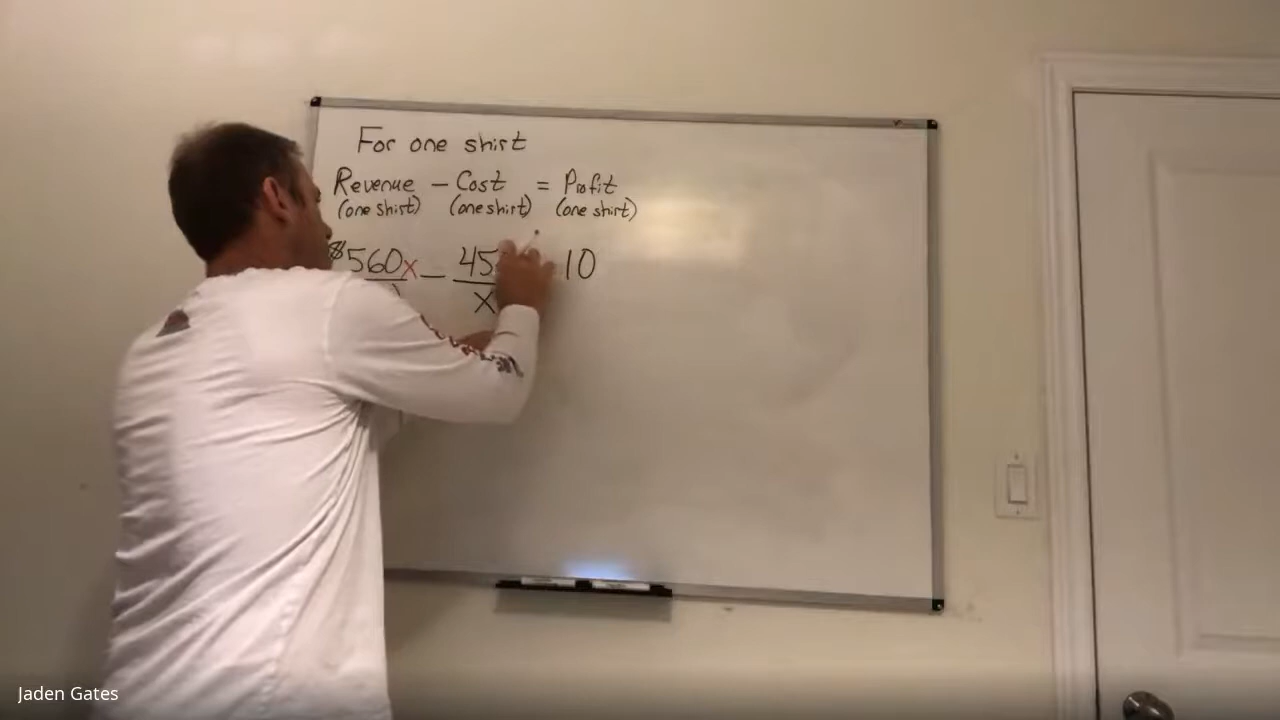 For one shirt
Revenue - Cost = Profit
(one shirt) (one shirt) (one shirt)
$560x - 45 10
x
Jaden Gates